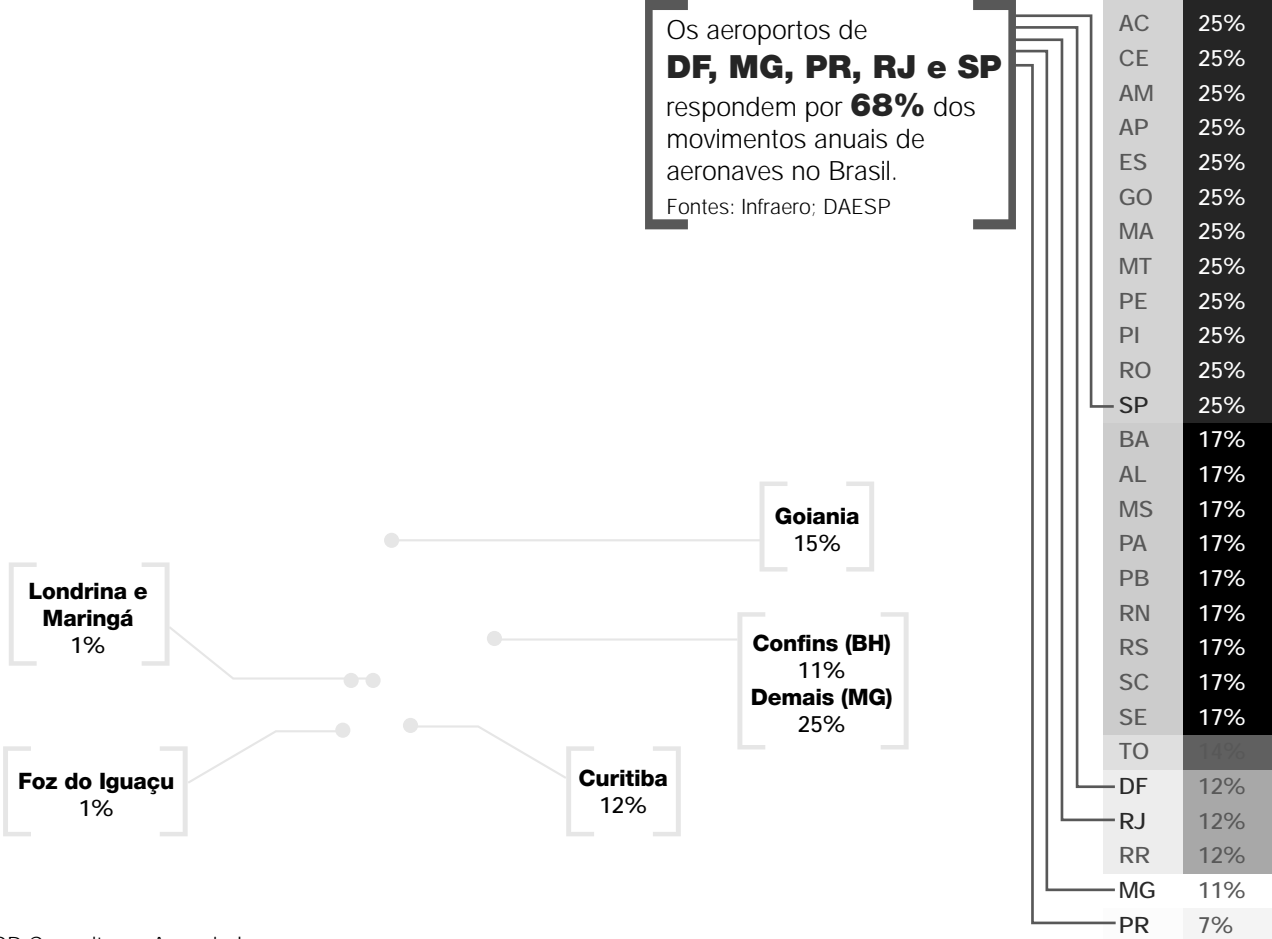 Os aeroportos de
DF, MG, PR, RJ e SP
respondem por 68% dos
movimentos anuais de
aeronaves no Brasil.
Fontes: Infraero; DAESP
AC 25%
CE 25%
AM 25%
AP 25%
ES 25%
GO 25%
MA 25%
MT 25%
PE 25%
PI 25%
RO 25%
SP 25%
BA 17%
AL 17%
MS 17%
PA 17%
PB 17%
RN 17%
RS 17%
SC 17%
SE 17%
TO 14%
DF 12%
RJ 12%
RR 12%
MG 11%
PR 7%
Goiania
15%
Londrina e
Maringá
1%
Confins (BH)
11%
Demais (MG)
25%
Foz do Iguaçu
1%
Curitiba
12%